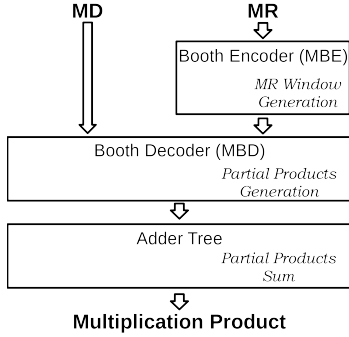 MD MR
Booth Encoder (MBE)
MR Window
Generation
Booth Decoder (MBD)
Partial Products
Generation
Adder Tree
Partial Products
Sum
Multiplication Product